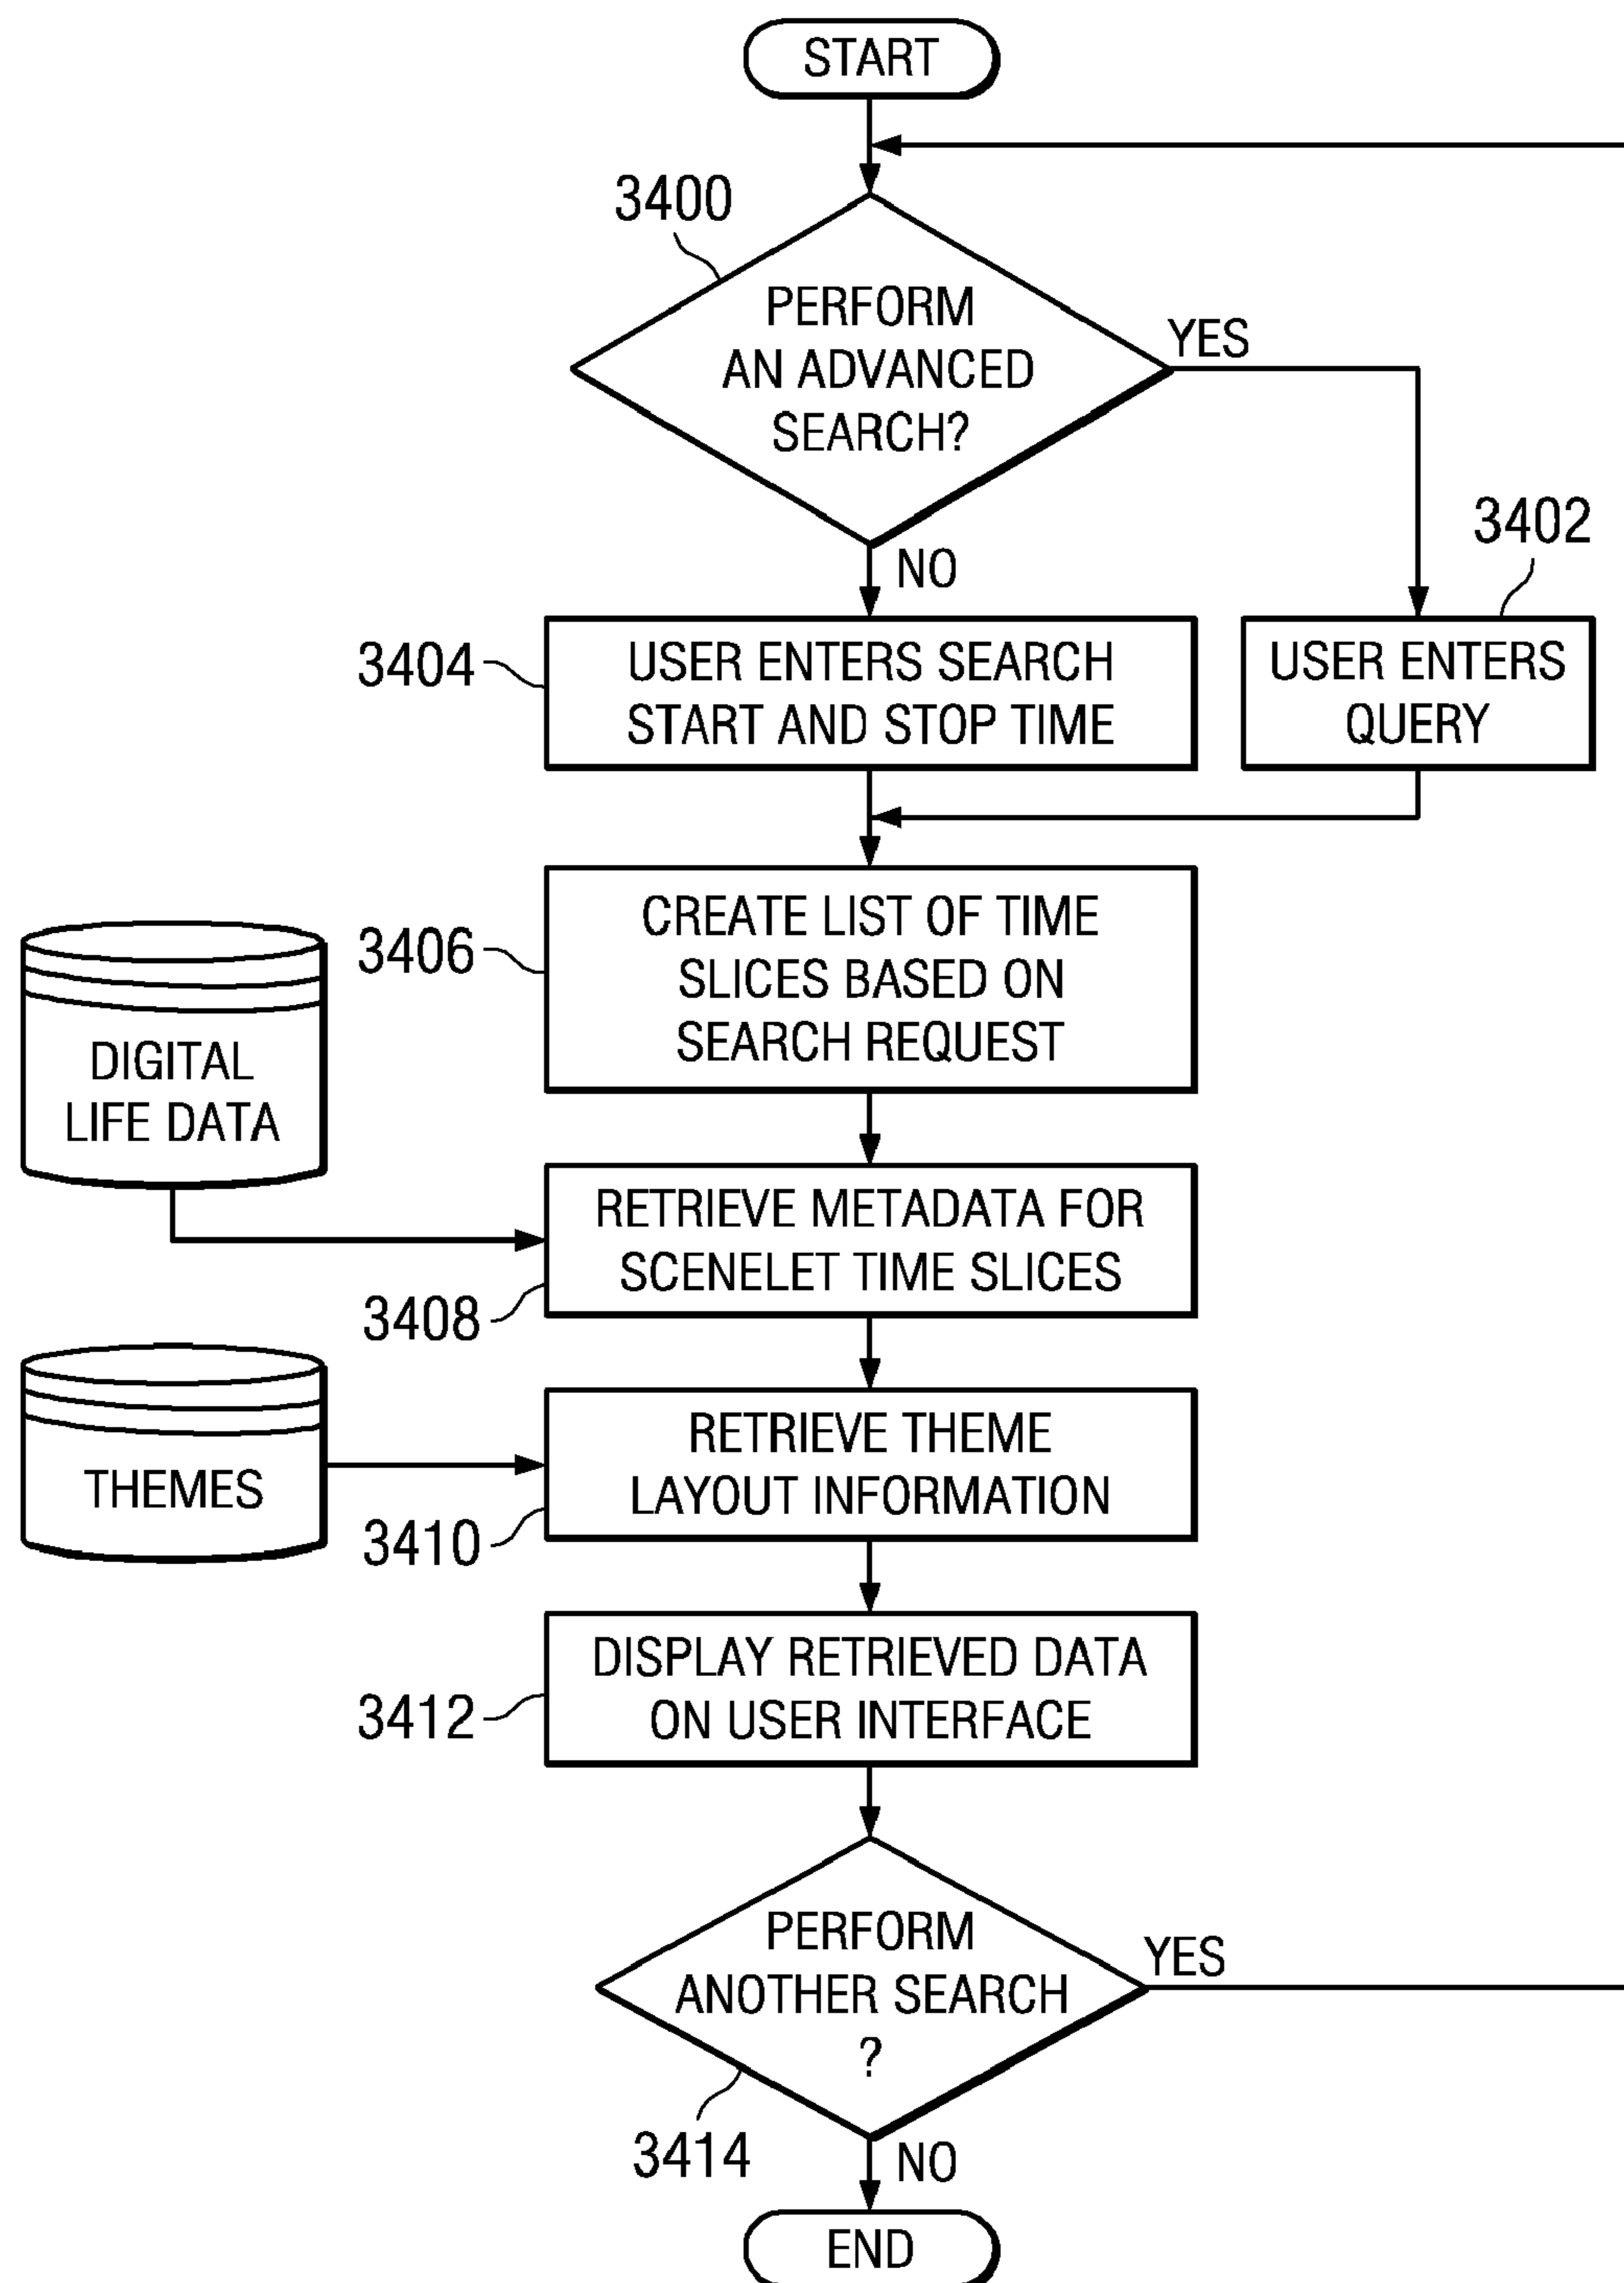 START
3400
PERFORM
AN ADVANCED
SEARCH?
YES
NO
3402
3404
USER ENTERS SEARCH
START AND STOP TIME
USER ENTERS
QUERY
3406
CREATE LIST OF TIME
SLICES BASED ON
SEARCH REQUEST
DIGITAL
LIFE DATA
RETRIEVE METADATA FOR
SCENELET TIME SLICES
3408
THEMES
RETRIEVE THEME
LAYOUT INFORMATION
3410
DISPLAY RETRIEVED DATA
ON USER INTERFACE
3412
PERFORM
ANOTHER SEARCH
?
YES
3414
NO
END